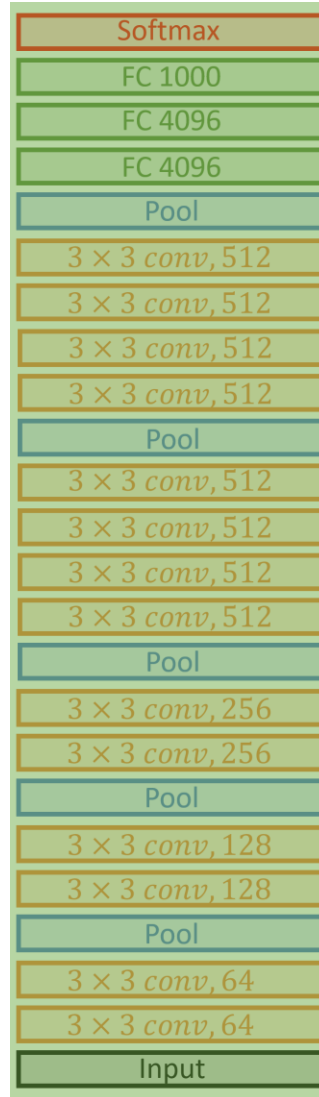 Softmax
FC 1000
FC 4096
FC 4096
Pool
3 × 3 conv, 512
3 × 3 conv, 512
3 × 3 conv, 512
3 × 3 conv, 512
Pool
3 × 3 conv, 512
3 × 3 conv, 512
3 × 3 conv, 512
3 × 3 conv, 512
Pool
3 × 3 conv, 256
3 × 3 conv, 256
Pool
3 × 3 conv, 128
3 × 3 conv, 128
Pool
3 × 3 conv, 64
3 × 3 conv, 64
Input